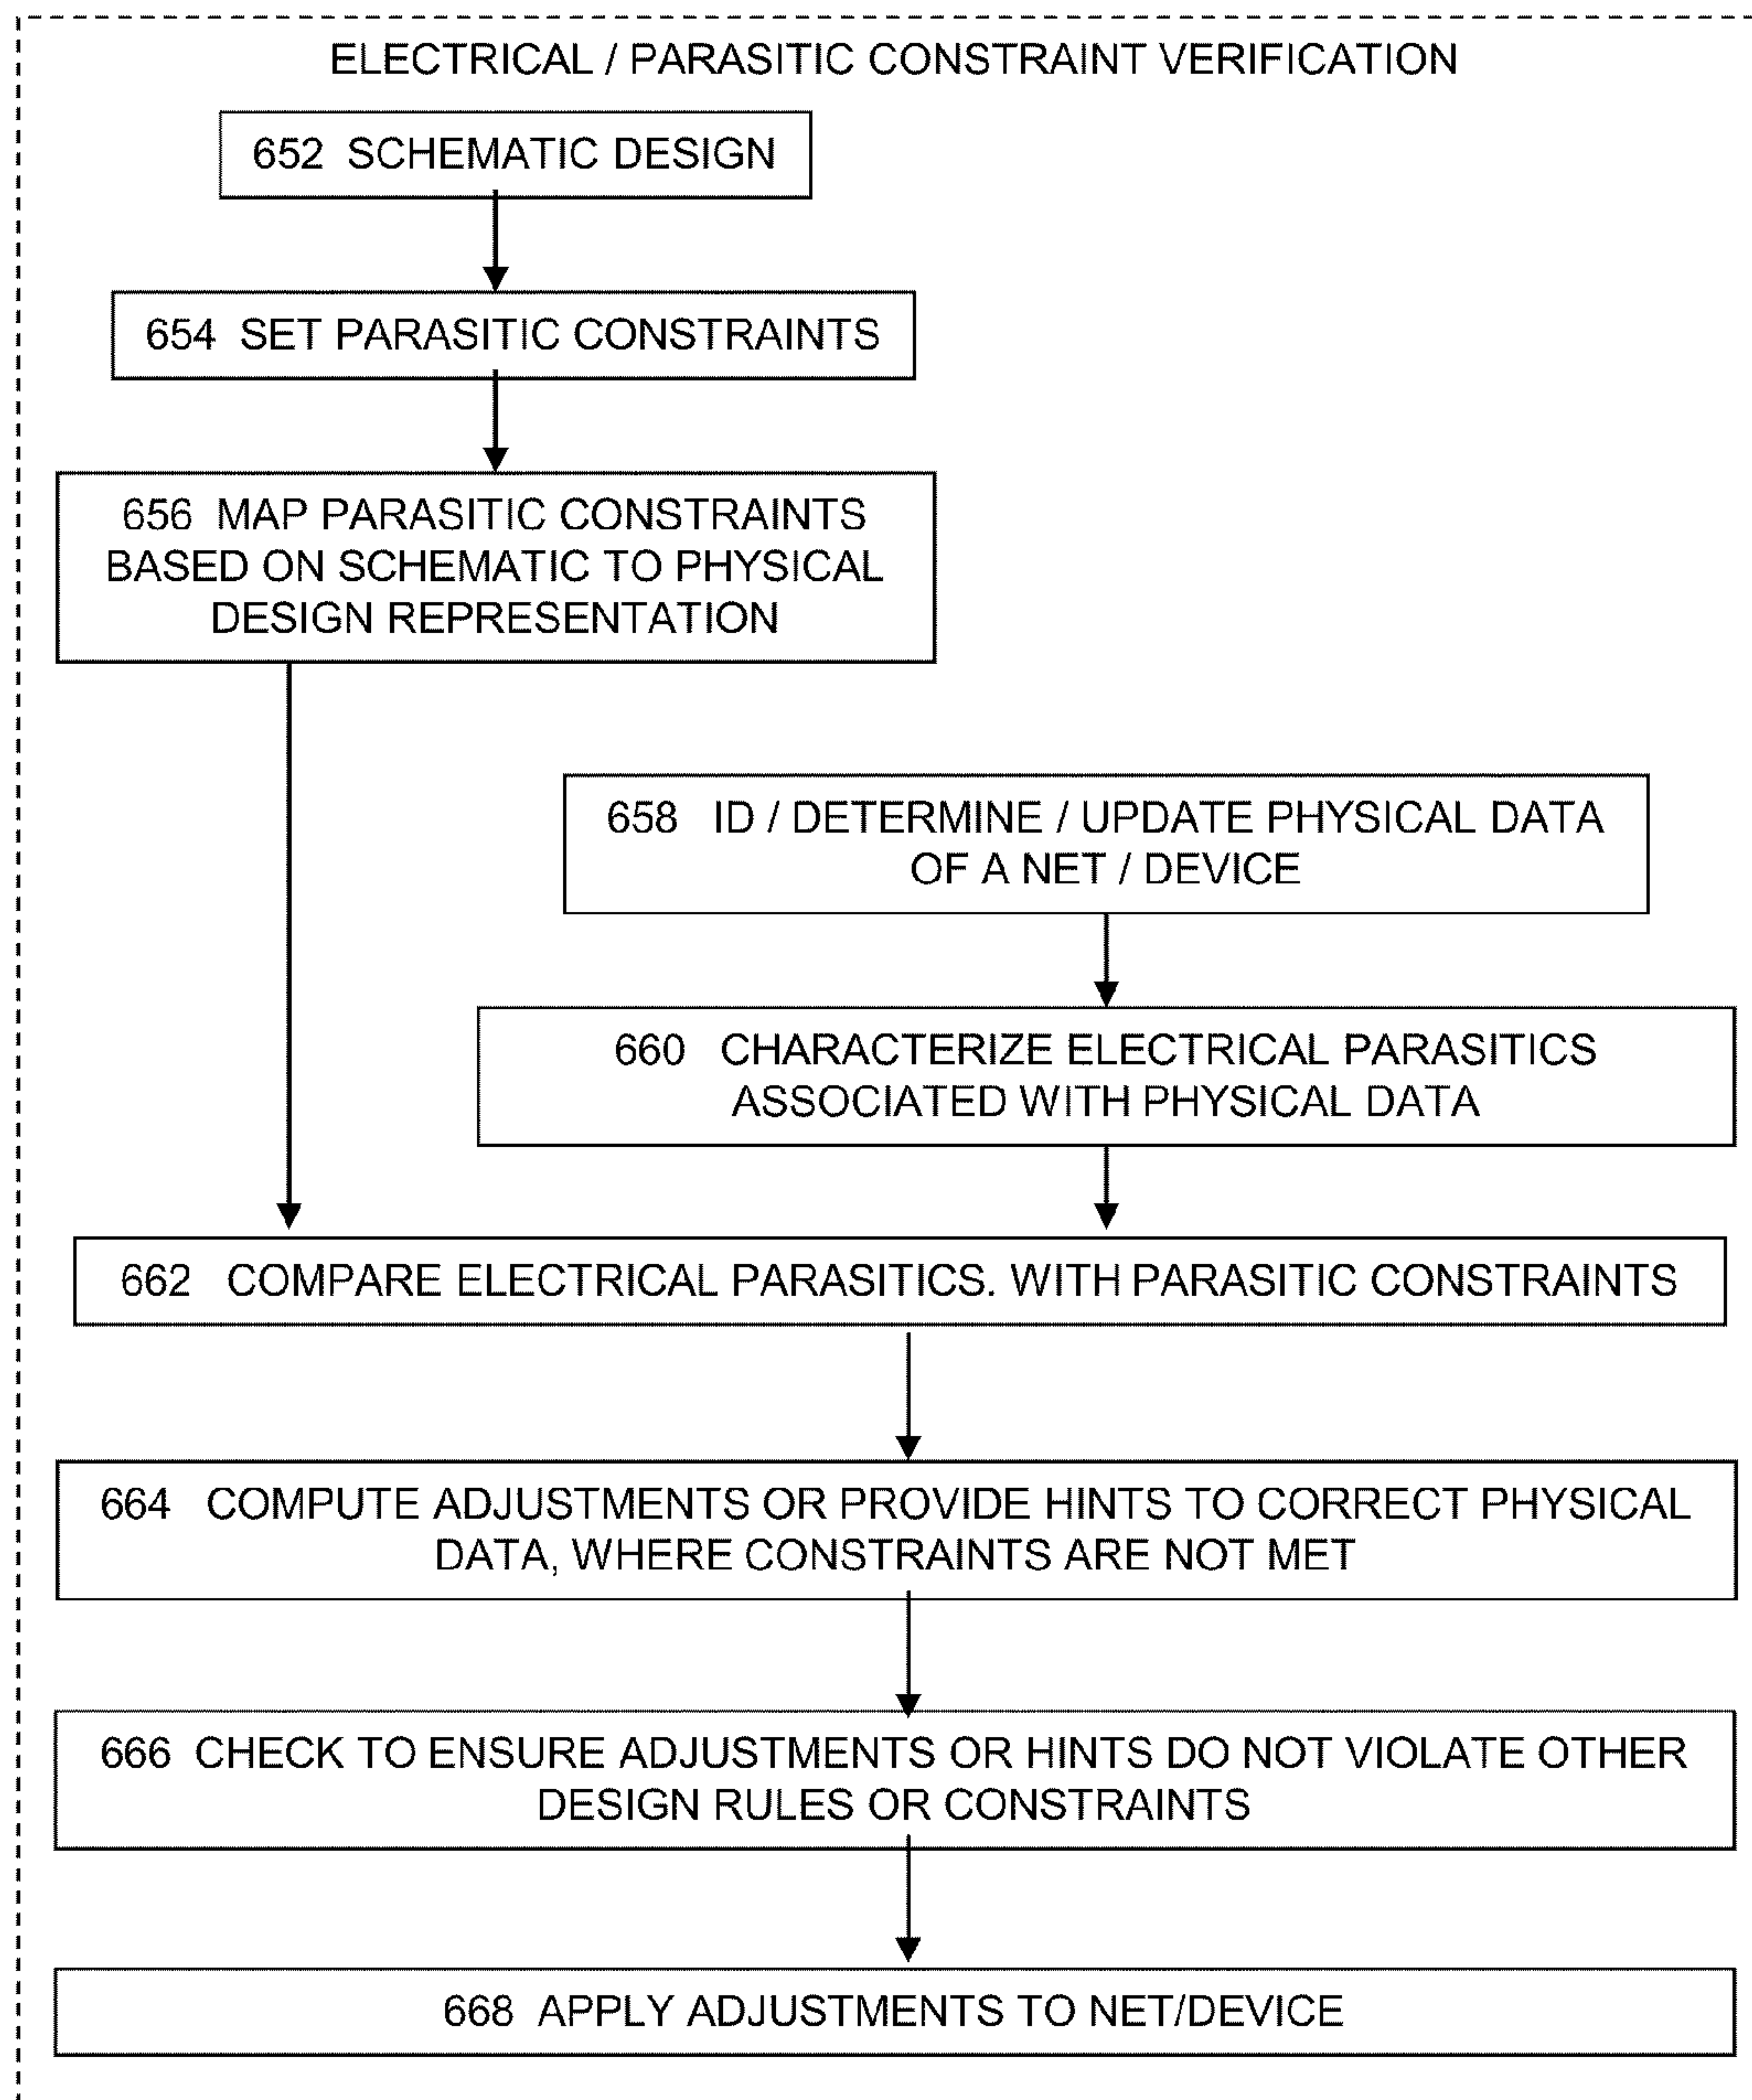 ELECTRICAL / PARASITIC CONSTRAINT VERIFICATION
652 SCHEMATIC DESIGN
654 SET PARASITIC CONSTRAINTS
656 MAP PARASITIC CONSTRAINTS
BASED ON SCHEMATIC TO PHYSICAL
DESIGN REPRESENTATION
658 ID / DETERMINE / UPDATE PHYSICAL DATA
OF A NET / DEVICE
660 CHARACTERIZE ELECTRICAL PARASITICS
ASSOCIATED WITH PHYSICAL DATA
662 COMPARE ELECTRICAL PARASITICS. WITH PARASITIC CONSTRAINTS
664 COMPUTE ADJUSTMENTS OR PROVIDE HINTS TO CORRECT PHYSICAL
DATA, WHERE CONSTRAINTS ARE NOT MET
666 CHECK TO ENSURE ADJUSTMENTS OR HINTS DO NOT VIOLATE OTHER
DESIGN RULES OR CONSTRAINTS
668 APPLY ADJUSTMENTS TO NET/DEVICE